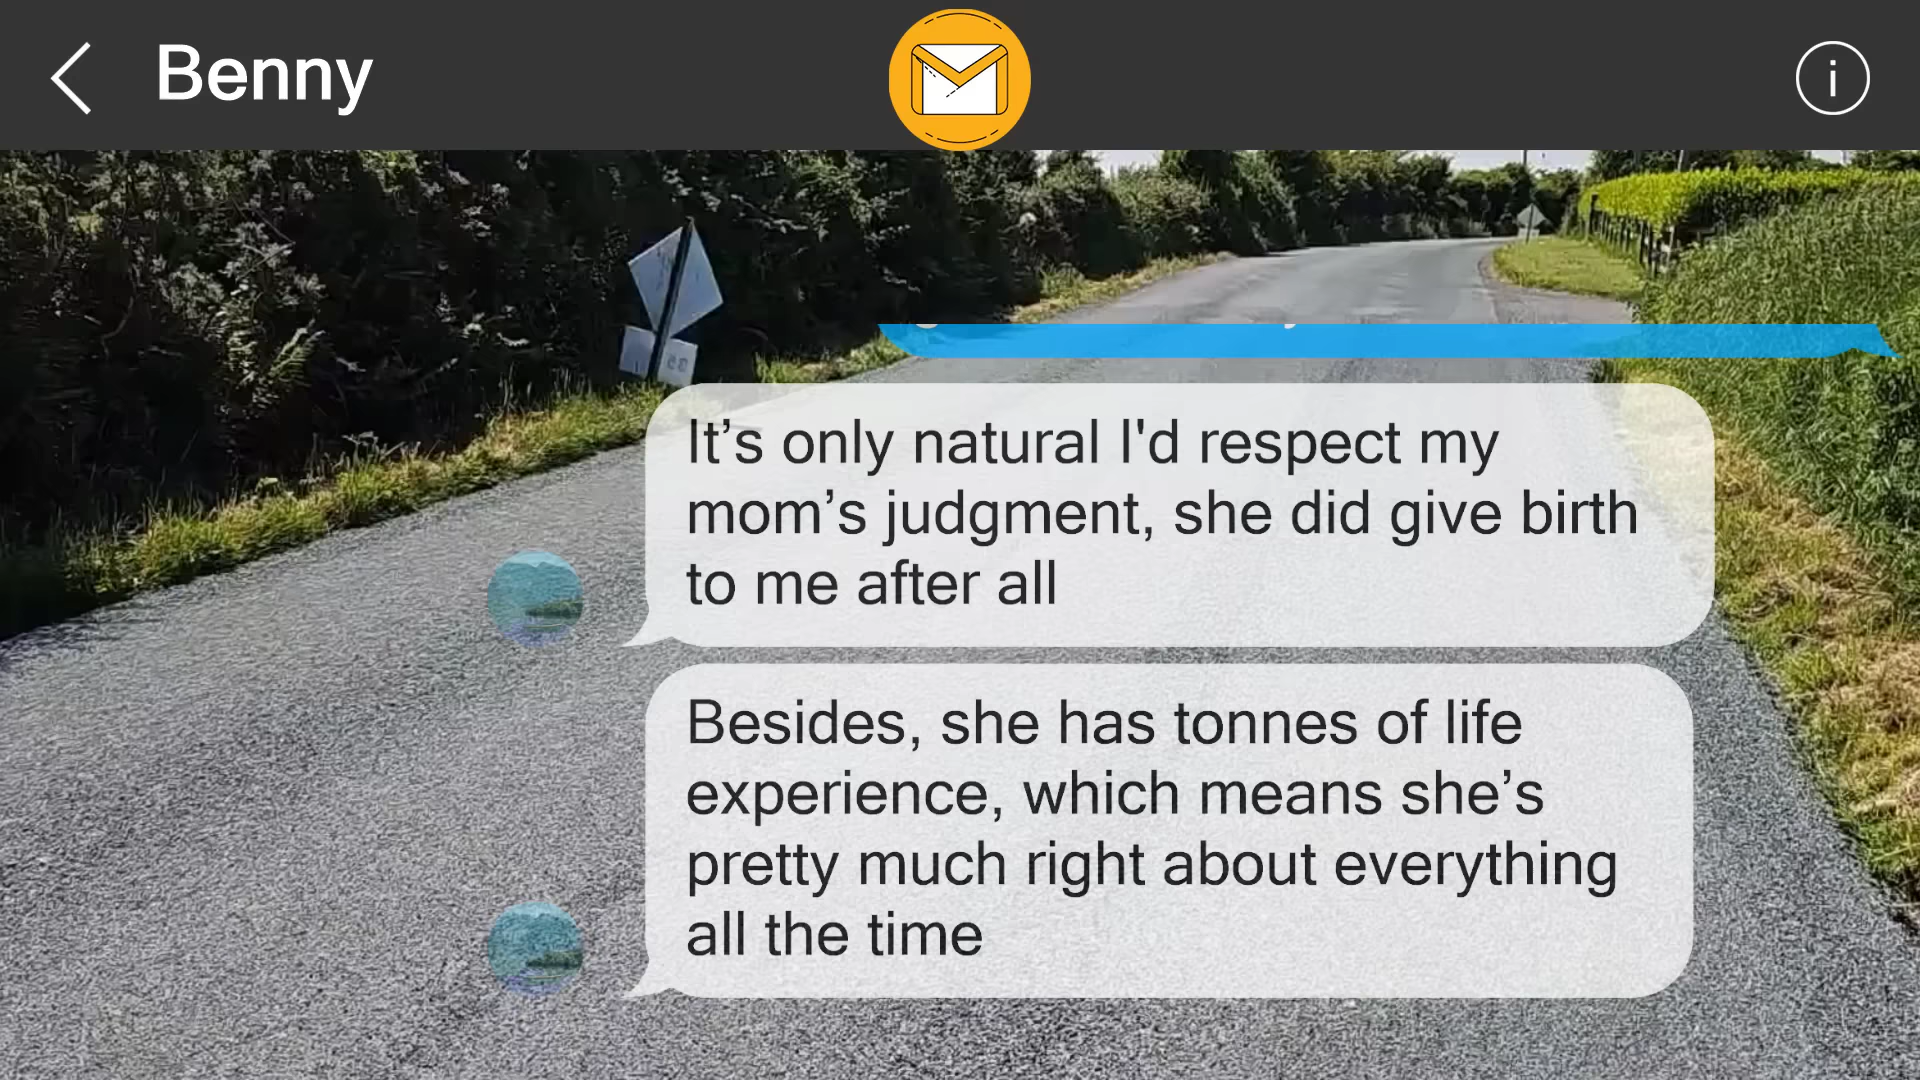 Benny
i
It’s only natural I'd respect my
mom’s judgment, she did give birth
to me after all
Besides, she has tonnes of life
experience, which means she’s
pretty much right about everything
all the time